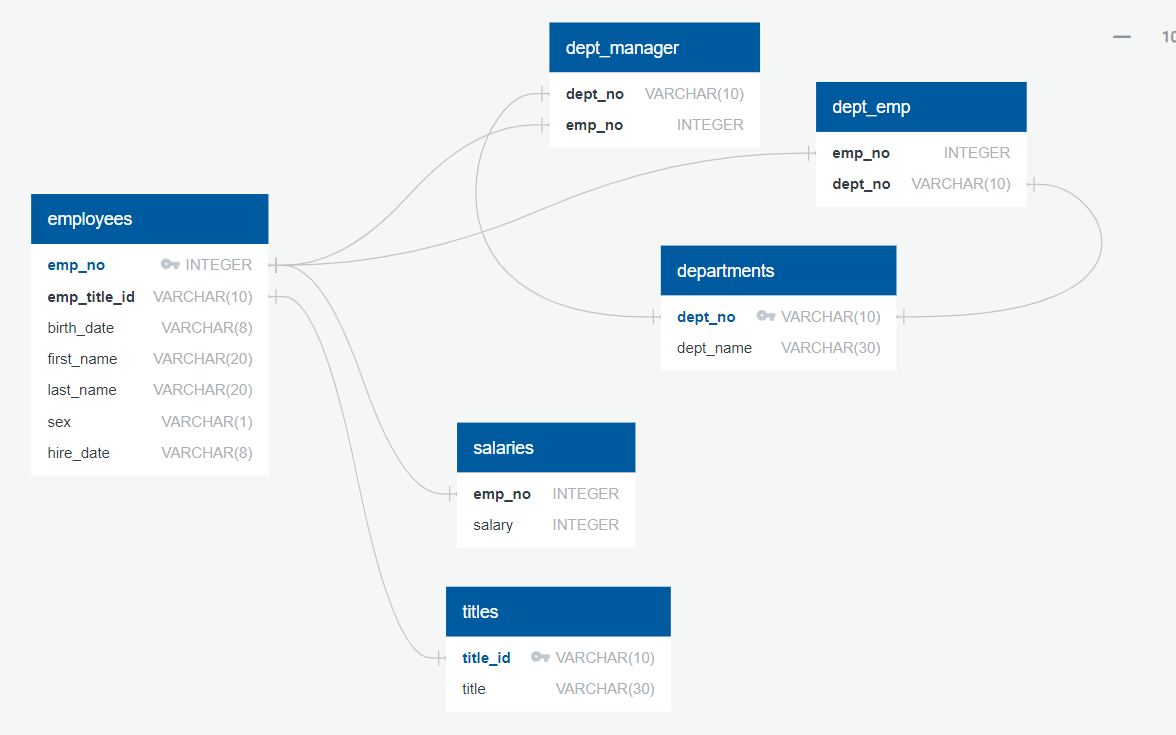 dept_manager
dept_no VARCHAR(10)
emp_no INTEGER
10
dept_emp
emp_no INTEGER
dept_no VARCHAR(10)
employees
emp_no INTEGER
emp_title_id VARCHAR(10)
birth_date VARCHAR(8)
first_name VARCHAR(20)
last_name VARCHAR(20)
sex VARCHAR(1)
hire_date VARCHAR(8)
departments
dept_no VARCHAR(10)
dept_name VARCHAR(30)
salaries
emp_no INTEGER
salary INTEGER
titles
title_id VARCHAR(10)
title VARCHAR(30)